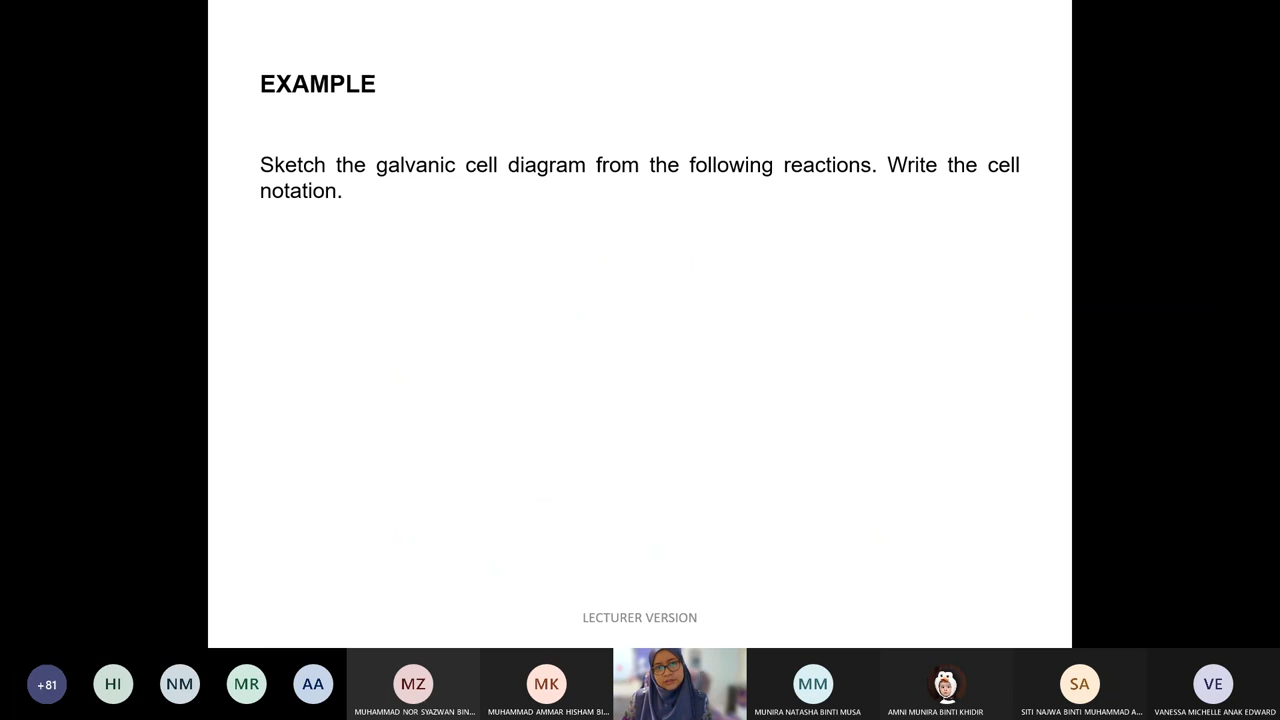 EXAMPLE
Sketch the galvanic cell diagram from the following reactions. Write the cell
notation.
LECTURER VERSION
+81
HI
NM
MR
AA
MZ
MK
MM
SA
VE
MUHAMMAD NOR SYAZWAN BIN...
MUHAMMAD AMMAR HISHAM BI...
MUNIRA NATASHA BINTI MUSA
AMNI MUNIRA BINTI KHIDIR
SITI NAJWA BINTI MUHAMMAD A...
VANESSA MICHELLE ANAK EDWARD